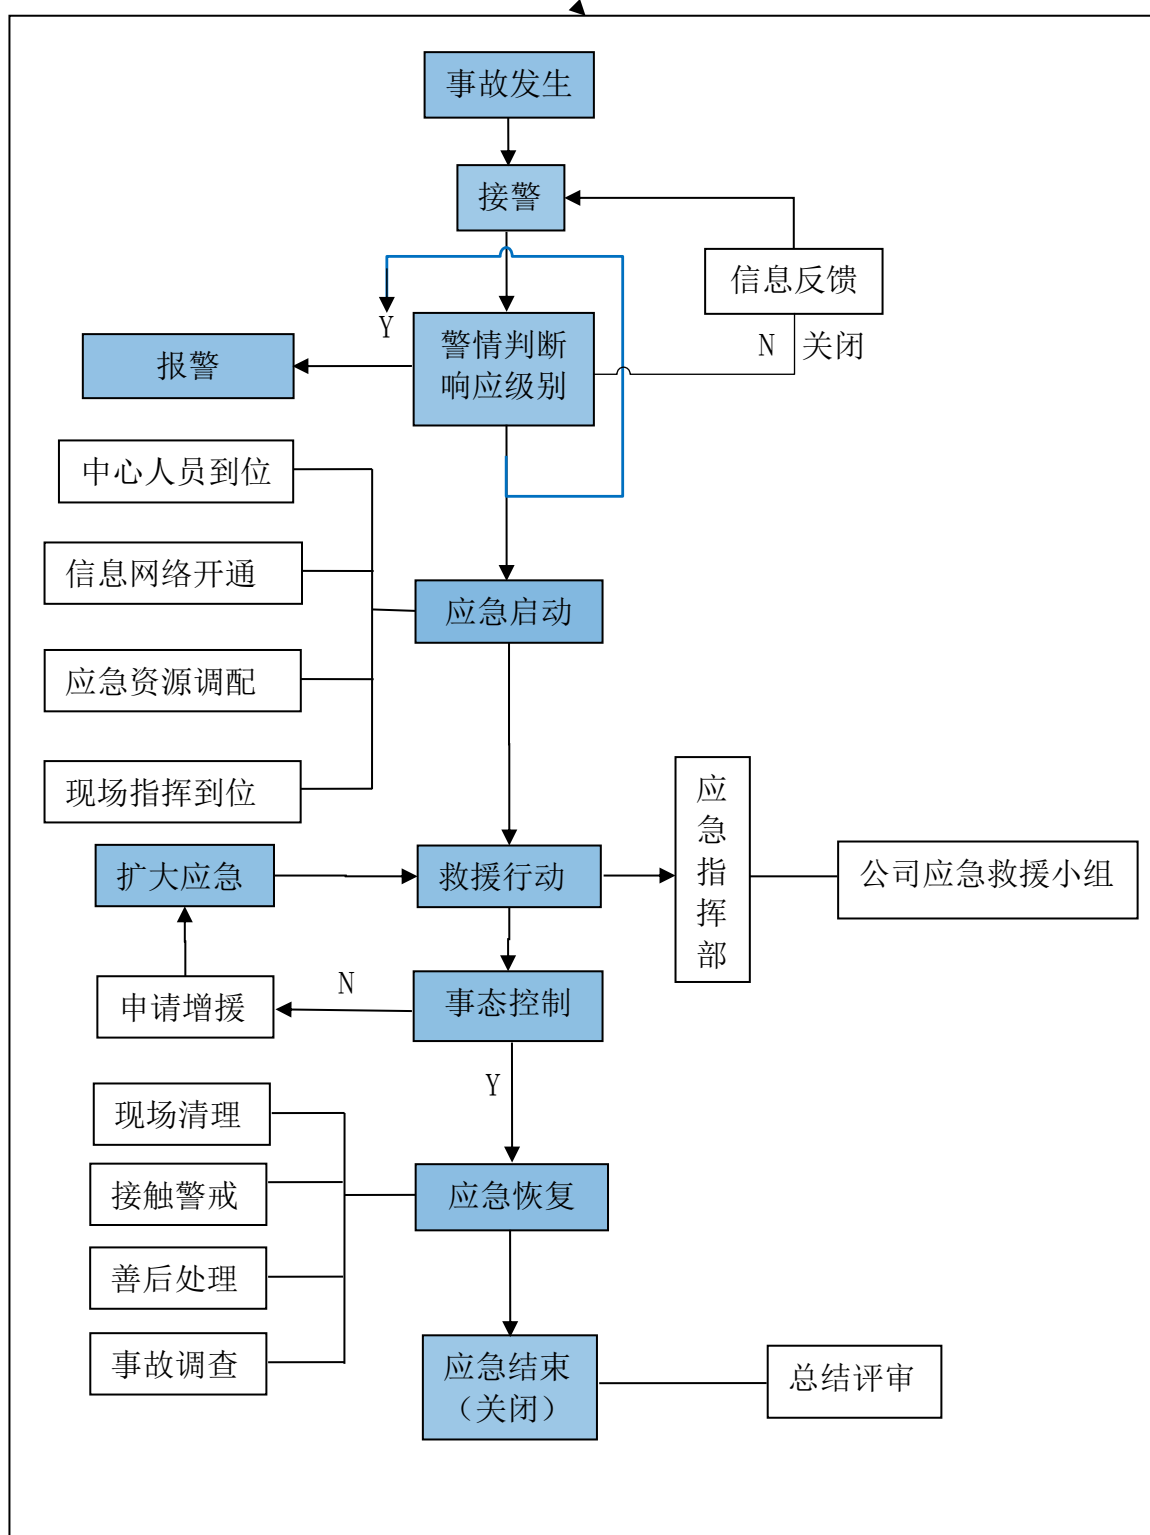 事故发生
接警
信息反馈
Y
N
关闭
警情判断
响应级别
报警
中心人员到位
信息网络开通
应急启动
应急资源调配
现场指挥到位
应
急
指
挥
部
扩大应急
救援行动
公司应急救援小组
N
申请增援
事态控制
Y
现场清理
接触警戒
应急恢复
善后处理
事故调查
应急结束
（关闭）
总结评审